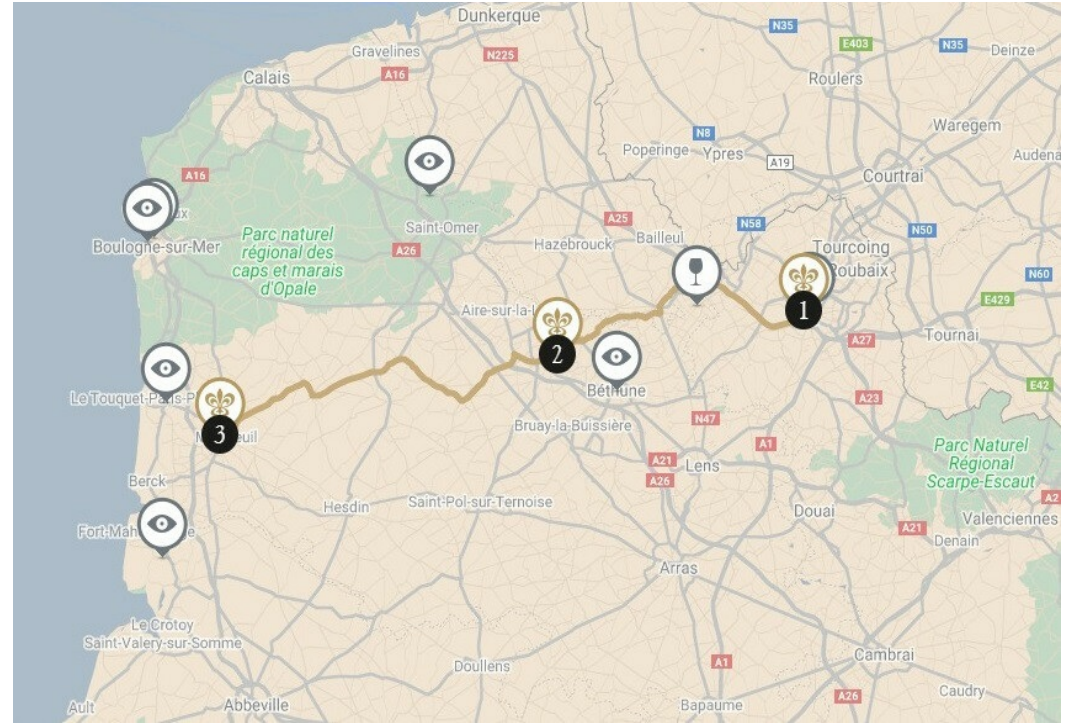 Dunkerque
N35
E403
N35
Gravelines
N225
Deinze
Calais
A16
Roulers
Waregem
N8
Poperinge
Ypres
A19
A16
Courtrai
Saint-Omer
A25
N58
N50
Boulogne-sur-Mer
Parc naturel
régional des
caps et marais
d'Opale
A26
Hazebrouck
Bailleul
Tourcoing
Roubaix
N60
E429
Aire-sur-la-
1
2
A27
Tournai
E42
Béthune
Le Touquet-Paris-P
A23
3
Bruay-la-Buissière
N47
A1
Parc Naturel
Régional
Scarpe-Escaut
A21
A26
Lens
Berck
Hesdin
Saint-Pol-sur-Ternoise
Douai
A21
A2
Valenciennes
Denain
Arras
Le Crotoy
Saint-Valery-sur-Somme
Doullens
A1
Cambrai
Ault
Abbeville
Bapaume
A26
Caudry